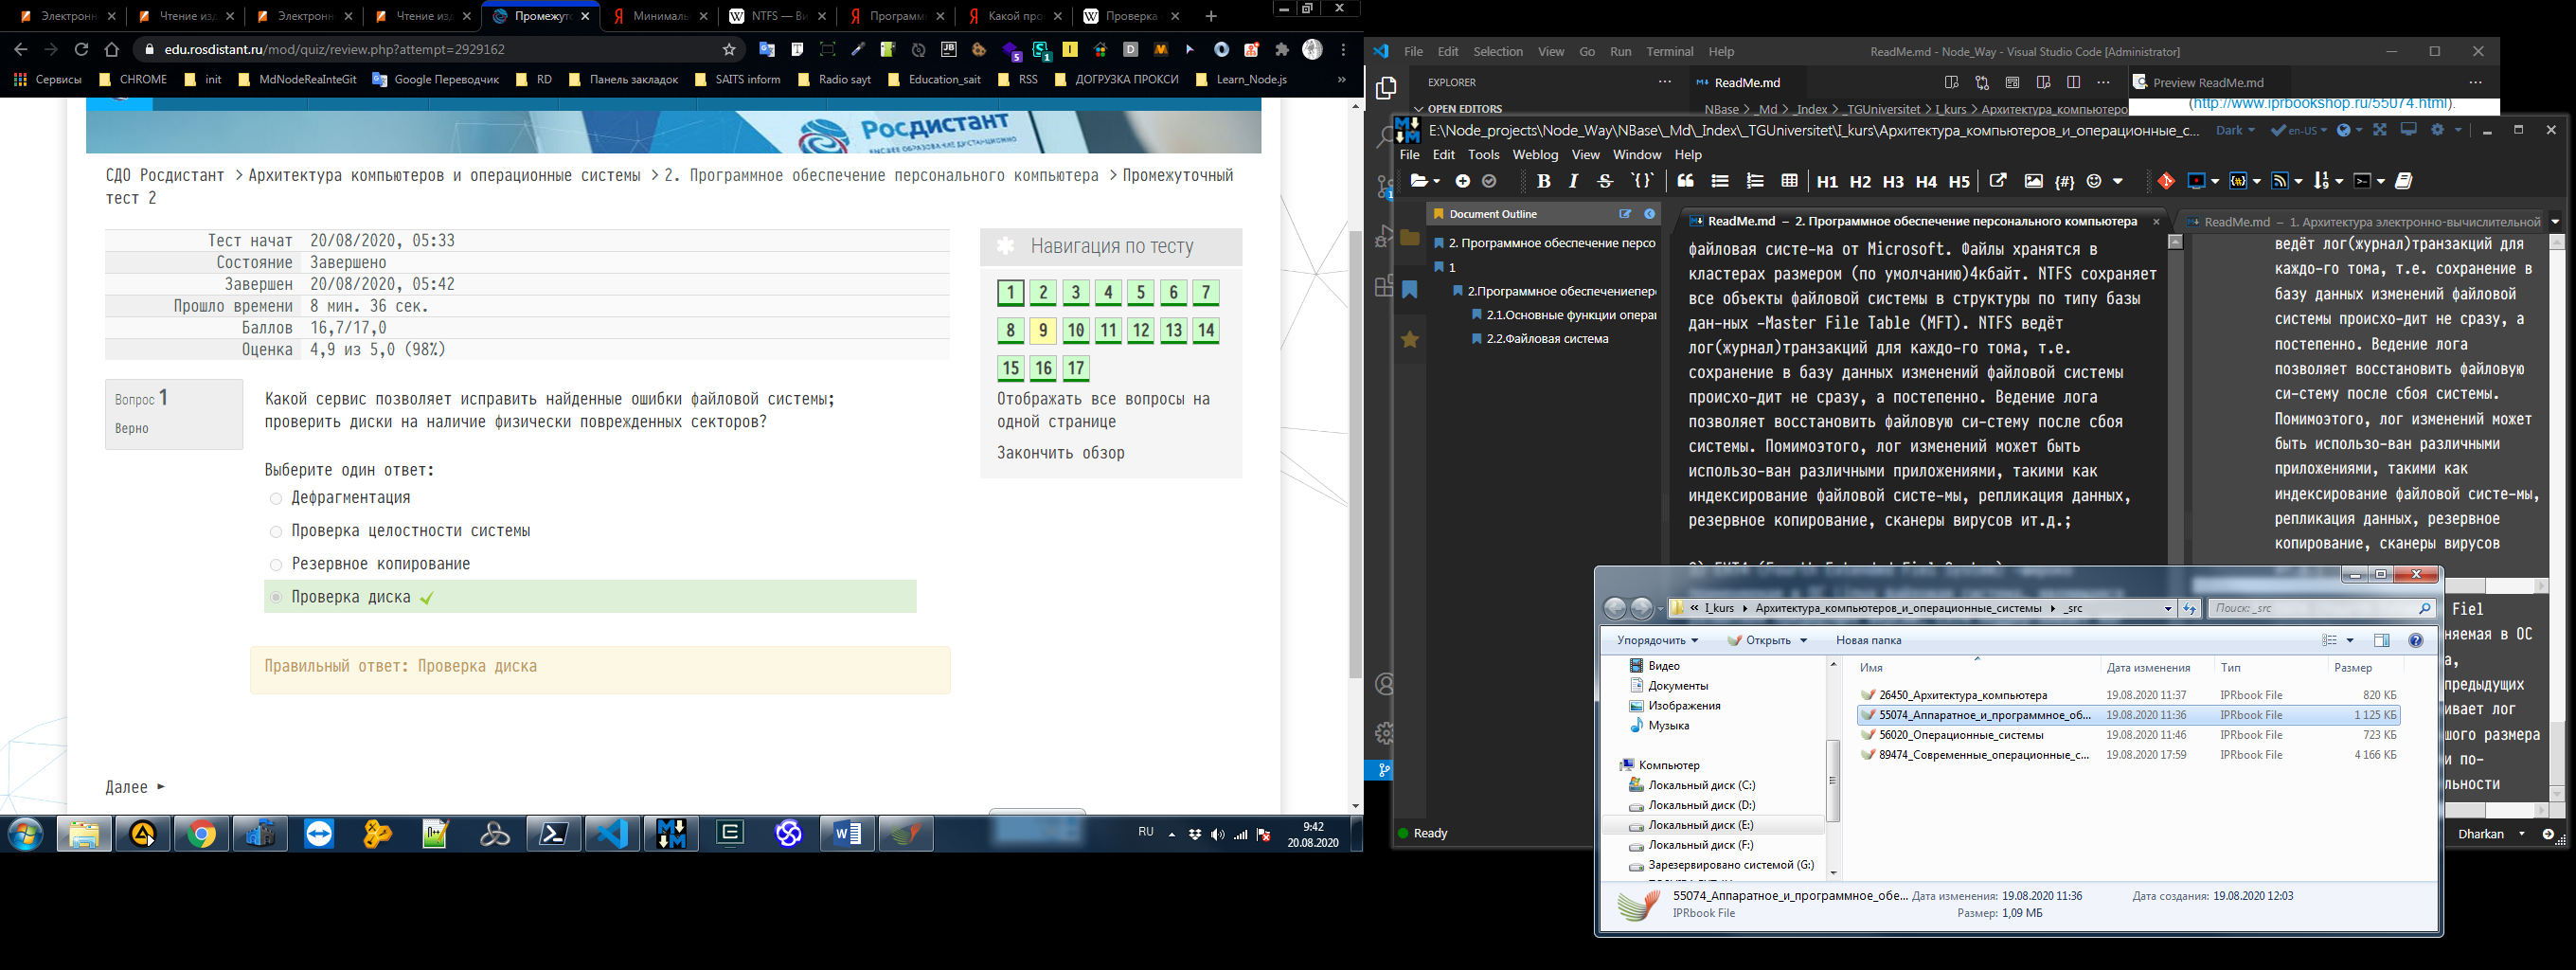 Электронн
Чтение изд
Электронн
Чтение изд
Промежуто
Минималь
NTFS — Ви
Программ
Какой про
Проверка
edu.rosdistant.ru/mod/quiz/review.php?attempt=2929162
Сервисы
CHROME
init
MdNodeReaInteGit
Google Переводчик
RD
Панель закладок
SAITS inform
Radio sayt
Education_sait
RSS
ДОГРУЗКА ПРОКСИ
Learn_Node.js
»
Росдистант
ВЫСШЕЕ ОБРАЗОВАНИЕ ДИСТАНЦИОННО
СДО Росдистант > Архитектура компьютеров и операционные системы > 2. Программное обеспечение персонального компьютера > Промежуточный
тест 2
Тест начат 20/08/2020, 05:33
Состояние Завершено
Завершен 20/08/2020, 05:42
Прошло времени 8 мин. 36 сек.
Баллов 16,7/17,0
Оценка 4,9 из 5,0 (98%)
Вопрос 1
Верно
Какой сервис позволяет исправить найденные ошибки файловой системы;
проверить диски на наличие физически поврежденных секторов?
Выберите один ответ:
Дефрагментация
Проверка целостности системы
Резервное копирование
Проверка диска
Правильный ответ: Проверка диска
Далее ►
Навигация по тесту
1 2 3 4 5 6 7
8 9 10 11 12 13 14
15 16 17
Отображать все вопросы на
одной странице
Закончить обзор
RU
9:42
20.08.2020
File Edit Selection View Go Run Terminal Help
ReadMe.md - Node_Way - Visual Studio Code [Administrator]
EXPLORER
OPEN EDITORS
ReadMe.md
Preview ReadMe.md
NBase > _Md > _Index > _TGUniversitet > I_kurs > Архитектура_компьютеро
(http://www.iprbookshop.ru/55074.html).
E:\Node_projects\Node_Way\NBase\_Md\_Index\_TGUniversitet\I_kurs\Архитектура_компьютеров_и_операционные_с...
Dark
en-US
File Edit Tools Weblog View Window Help
B I S H1 H2 H3 H4 H5
Document Outline
2. Программное обеспечение персо
1
2.Программное обеспечениепер
2.1.Основные функции опера
2.2.Файловая система
ReadMe.md – 2. Программное обеспечение персонального компьютера
ReadMe.md – 1. Архитектура электронно-вычислительной
файловая систе-ма от Microsoft. Файлы хранятся в
кластерах размером (по умолчанию)4кбайт. NTFS сохраняет
все объекты файловой системы в структуры по типу базы
дан-ных –Master File Table (MFT). NTFS ведёт
лог(журнал)транзакций для каждо-го тома, т.е.
сохранение в базу данных изменений файловой системы
происхо-дит не сразу, а постепенно. Ведение лога
позволяет восстановить файловую си-стему после сбоя
системы. Помимоэтого, лог изменений может быть
использо-ван различными приложениями, такими как
индексирование файловой систе-мы, репликация данных,
резервное копирование, сканеры вирусов ит.д.;
ведёт лог(журнал)транзакций для
каждо-го тома, т.е. сохранение в
базу данных изменений файловой
системы происхо-дит не сразу, а
постепенно. Ведение лога
позволяет восстановить файловую
си-стему после сбоя системы.
Помимоэтого, лог изменений может
быть использо-ван различными
приложениями, такими как
индексирование файловой систе-мы,
репликация данных, резервное
копирование, сканеры вирусов
Fiel
няемая в ОС
а,
предыдущих
ивает лог
шого размера
и по-
льности
I_kurs ► Архитектура_компьютеров_и_операционные_системы ► _src
Поиск: _src
Упорядочить
Открыть
Новая папка
Видео
Документы
Изображения
Музыка
Компьютер
Локальный диск (C:)
Локальный диск (D:)
Локальный диск (E:)
Локальный диск (F:)
Зарезервировано системой (G:)
Имя Дата изменения Тип Размер
26450_Архитектура_компьютера 19.08.2020 11:37 IPRbook File 820 КБ
55074_Аппаратное_и_программное_об... 19.08.2020 11:36 IPRbook File 1 125 КБ
56020_Операционные_системы 19.08.2020 11:46 IPRbook File 723 КБ
89474_Современные_операционные_с... 19.08.2020 17:59 IPRbook File 4 166 КБ
55074_Аппаратное_и_программное_обе... Дата изменения: 19.08.2020 11:36 Дата создания: 19.08.2020 12:03
IPRbook File Размер: 1,09 МБ
Ready
Dharkan